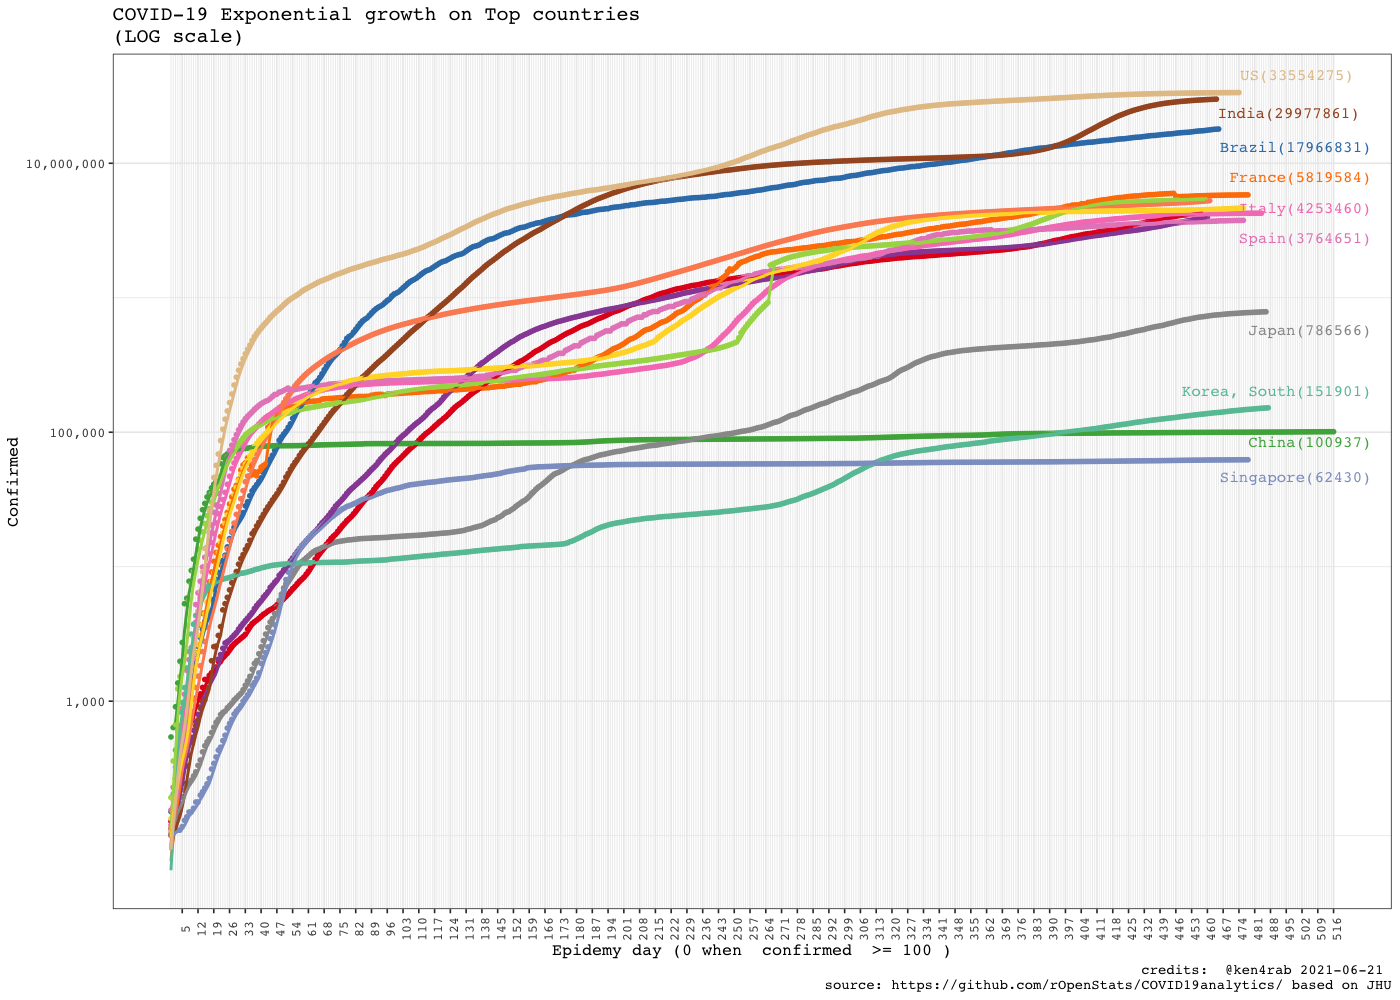 COVID-19 Exponential growth on Top countries
(LOG scale)
US(33554275)
India(29977861)
Brazil(17966831)
10,000,000
France(5819584)
Italy(4253460)
Spain(3764651)
Japan(786566)
Korea, South(151901)
100,000
China(100937)
Singapore(62430)
Confirmed
1,000
5 12 19 26 33 40 47 54 61 68 75 82 89 96 103 110 117 124 131 138 145 152 159 166 173 180 187 194 201 208 215 222 229 236 243 250 257 264 271 278 285 292 299 306 313 320 327 334 341 348 355 362 369 376 383 390 397 404 411 418 425 432 439 446 453 460 467 474 481 488 495 502 509 516
Epidemy day (0 when  confirmed  >= 100 )
credits:  @ken4rab 2021-06-21
source: https://github.com/rOpenStats/COVID19analytics/ based on JHU